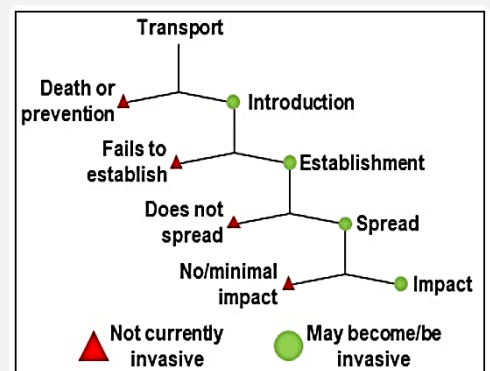 Transport
Death or
prevention
Introduction
Fails to
establish
Establishment
Does not
spread
Spread
No/minimal
impact
Impact
Not currently
invasive
May become/be
invasive